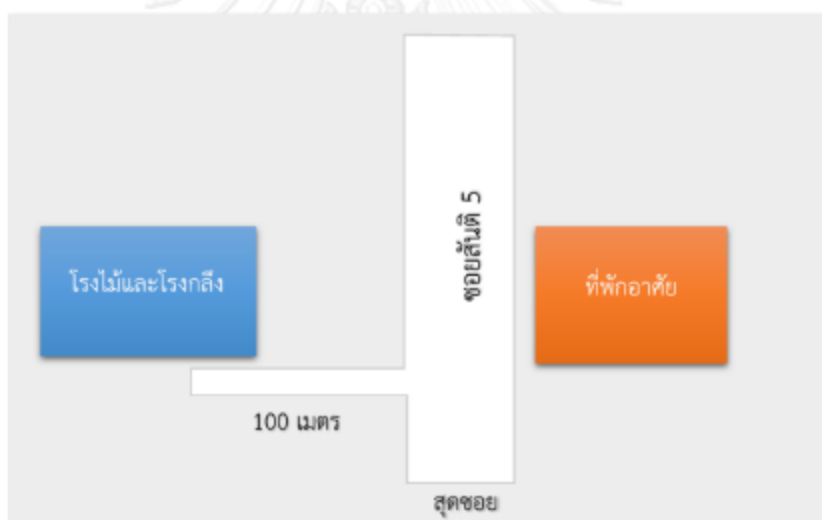 ซอยสันติ 5
โรงไม้และโรงกลึง
ที่พักอาศัย
100 เมตร
สุดซอย